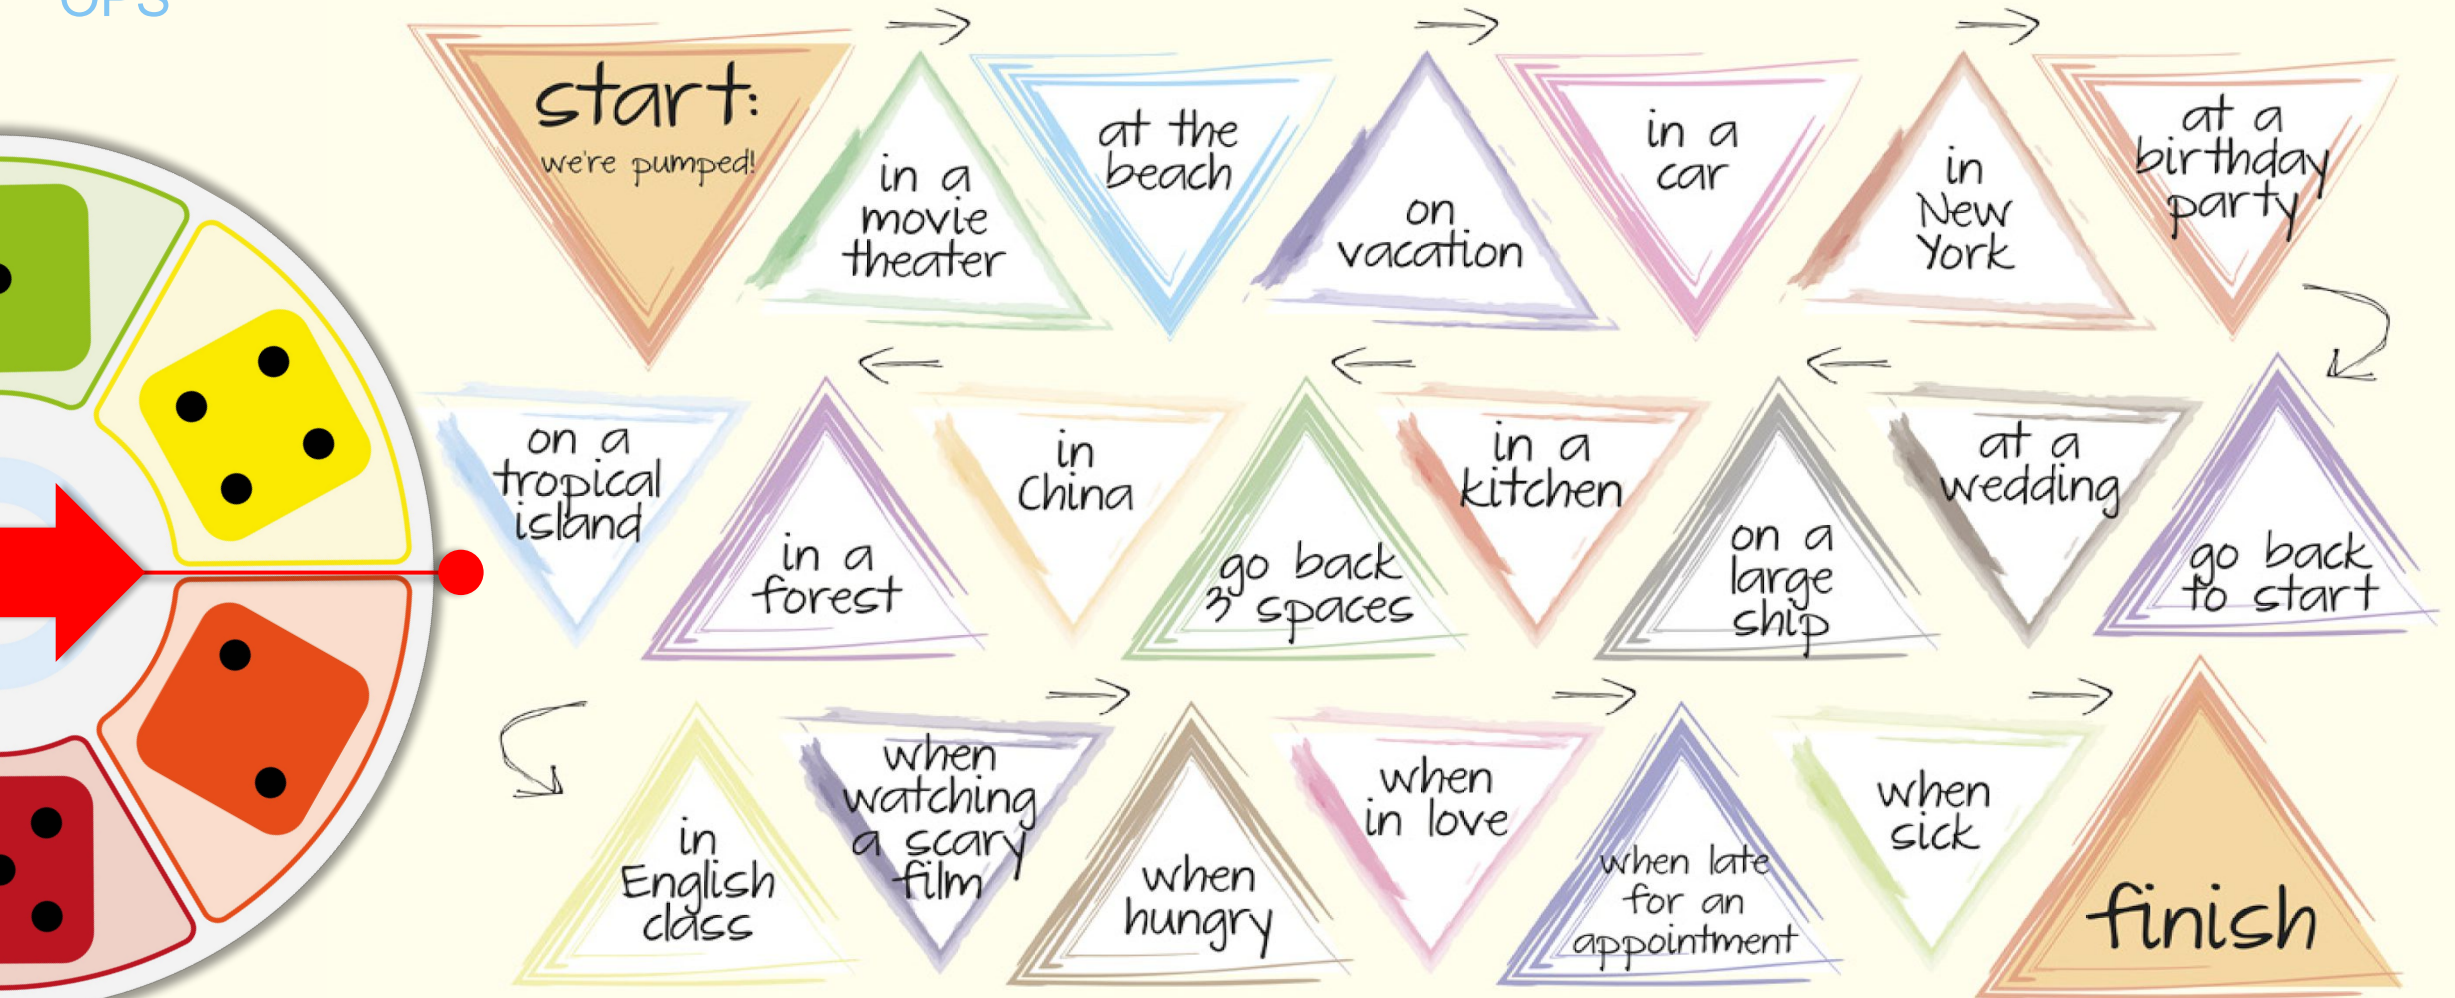 start:
we're pumped!
in a
movie
theater
at the
beach
on
vacation
in a
car
in
New
York
at a
birthday
party
go back
to start
at a
wedding
on a
large
ship
in a
kitchen
go back
3 spaces
in
China
in a
forest
on a
tropical
island
in
English
class
when
watching
a scary
film
when
hungry
when
in love
when late
for an
appointment
when
sick
finish